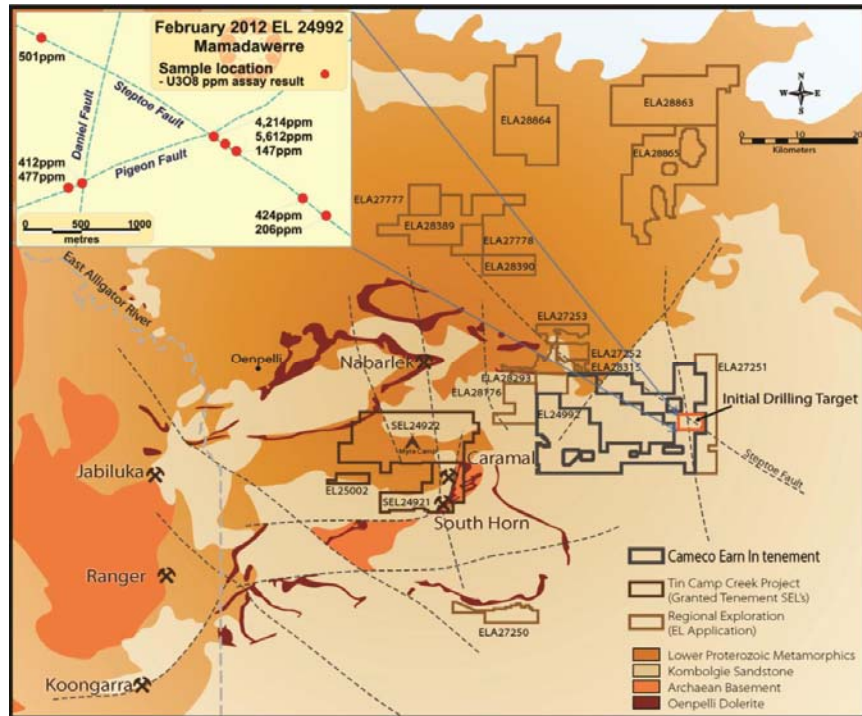 February 2012 EL 24992
Mamadawerre
Sample location
- U3O8 ppm assay result
501ppm
Steptoe Fault
Daniel Fault
Pigeon Fault
4,214ppm
5,612ppm
147ppm
412ppm
477ppm
424ppm
206ppm
0 500 1000
metres
N
W E
S
0 10 20
Kilometers
ELA28864
ELA28863
ELA28865
ELA27777
ELA28389
ELA27778
ELA28390
East Alligator River
Oenpelli
Nabarlek
ELA27253
ELA27252
ELA28315
ELA28293
ELA28176
EL24992
ELA27251
Initial Drilling Target
Steptoe Fault
SEL24922
Myra Camp
Caramal
Jabiluka
EL25002
SEL24921
South Horn
Ranger
ELA27250
Koongarra
Cameco Earn In tenement
Tin Camp Creek Project
(Granted Tenement SEL's)
Regional Exploration
(EL Application)
Lower Proterozoic Metamorphics
Kombolgie Sandstone
Archaean Basement
Oenpelli Dolerite